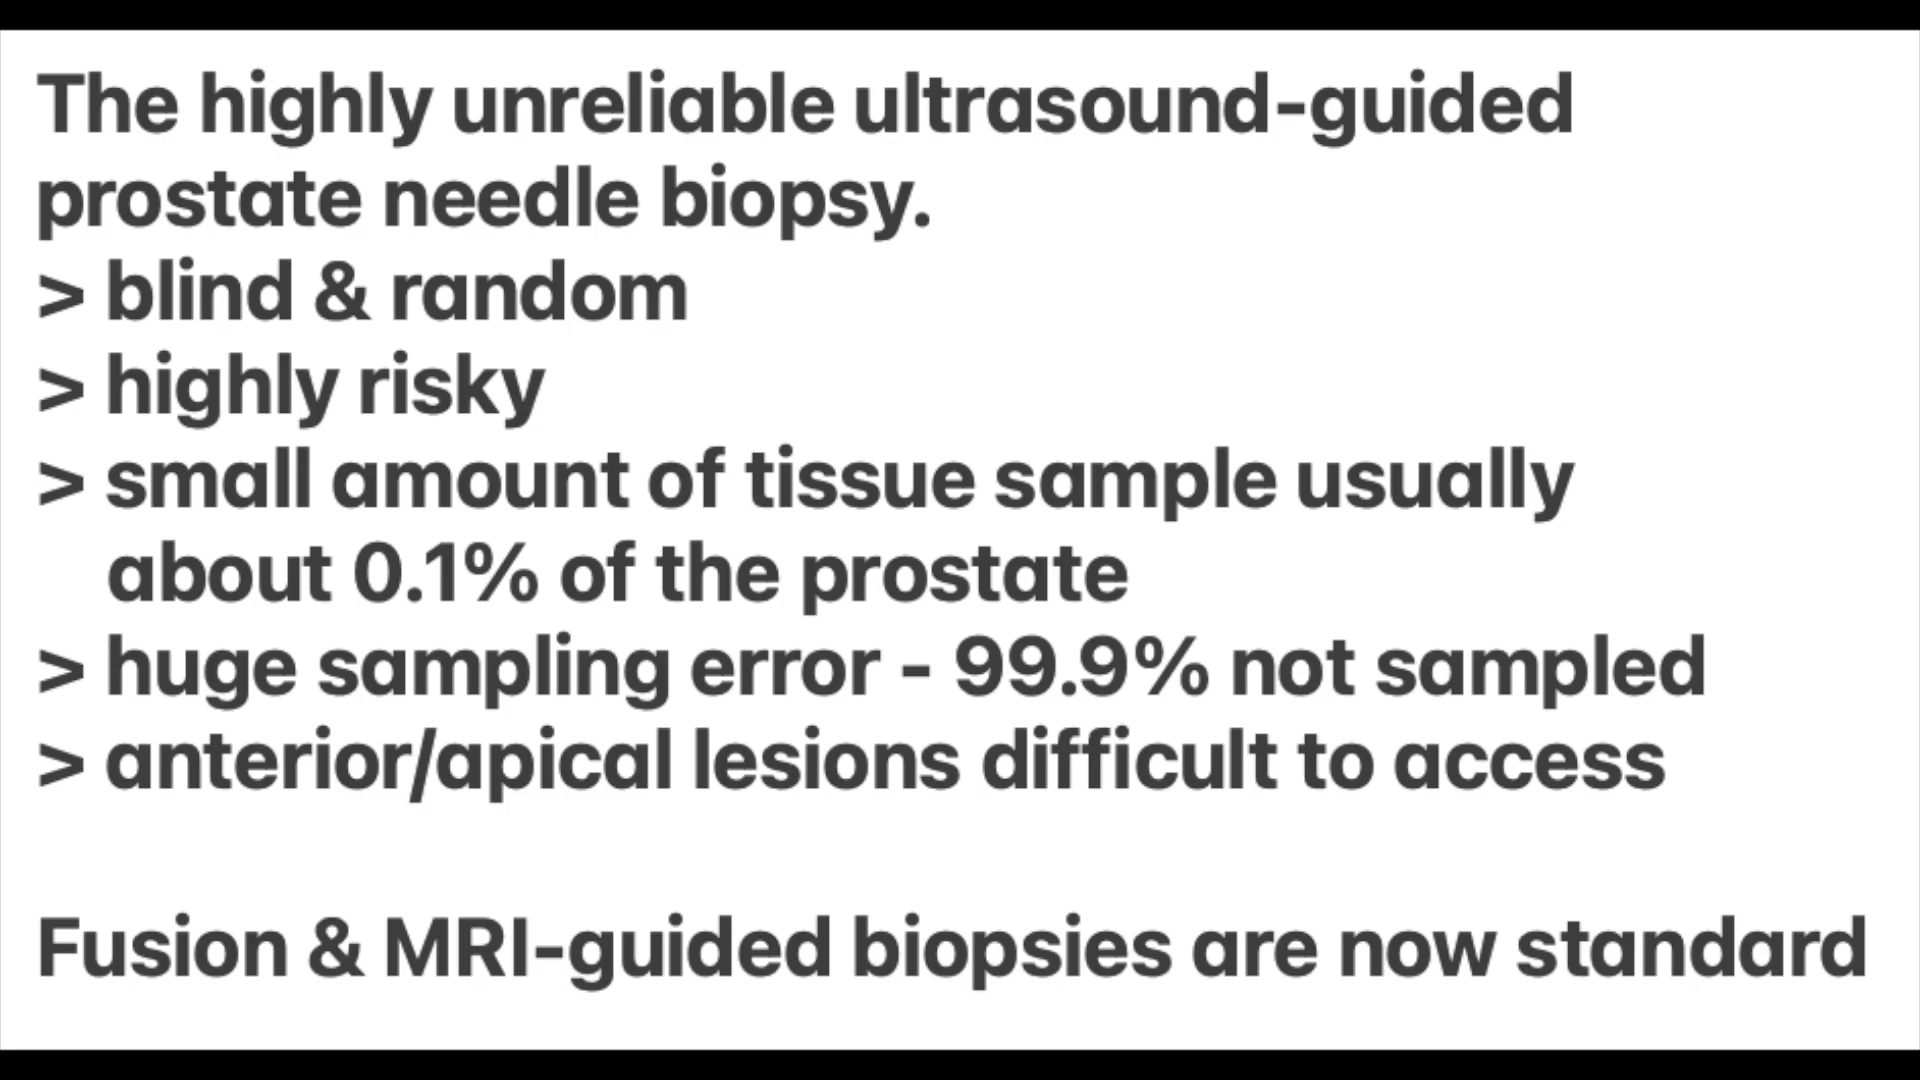 The highly unreliable ultrasound-guided
prostate needle biopsy.
> blind & random
> highly risky
> small amount of tissue sample usually
about 0.1% of the prostate
> huge sampling error - 99.9% not sampled
> anterior/apical lesions difficult to access
Fusion & MRI-guided biopsies are now standard